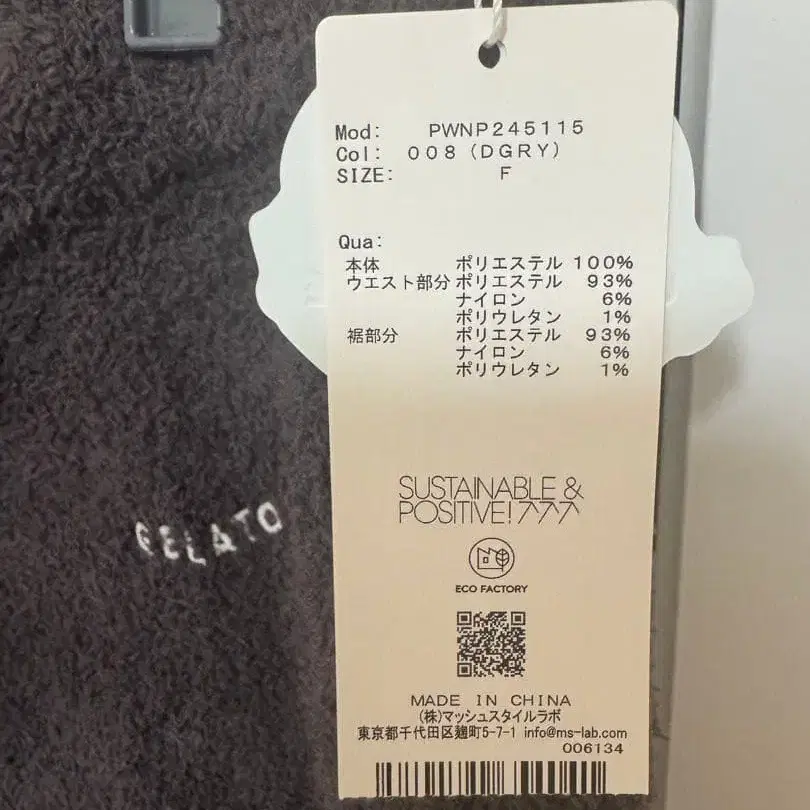 Mod: PWNP245115
Col: 008 (DGRY)
SIZE: F
Qua:
本体 ポリエステル 100%
ウエスト部分 ポリエステル 93%
ナイロン 6%
ポリウレタン 1%
裾部分 ポリエステル 93%
ナイロン 6%
ポリウレタン 1%
SUSTAINABLE &
POSITIVE!
ECO FACTORY
MADE IN CHINA
(株)マッシュスタイルラボ
東京都千代田区麹町5-7-1 info@ms-lab.com
006134
GELATO